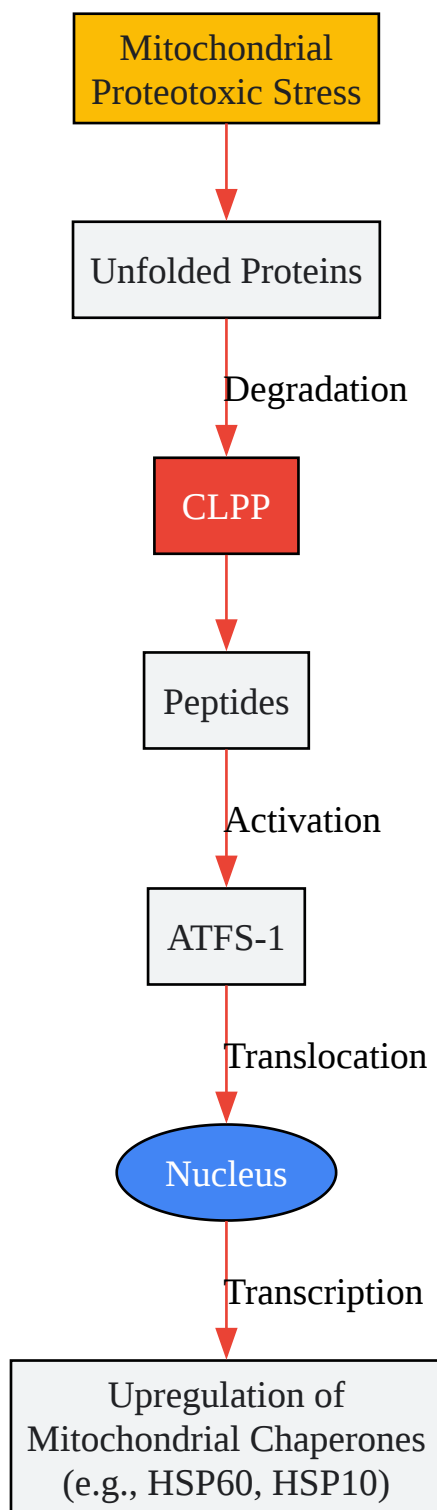 Mitochondrial
Proteotoxic Stress
Unfolded Proteins
Degradation
CLPP
Peptides
Activation
ATFS-1
Translocation
Nucleus
Transcription
Upregulation of
Mitochondrial Chaperones
(e.g., HSP60, HSP10)